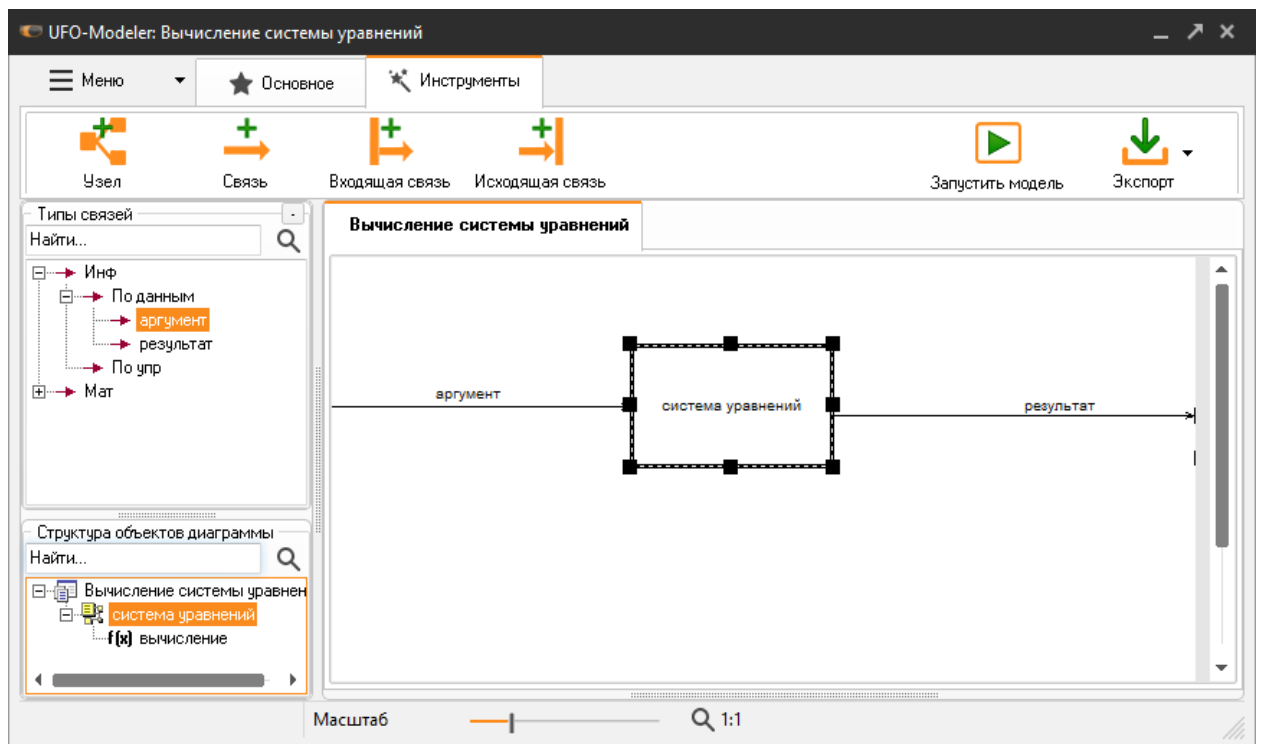 UFO-Modeler: Вычисление системы уравнений
Меню
Основное
Инструменты
Узел
Связь
Входящая связь
Исходящая связь
Запустить модель
Экспорт
Типы связей
Найти...
Инф
По данным
аргумент
результат
По упр
Мат
Структура объектов диаграммы
Найти...
Вычисление системы уравнен
система уравнений
f(x) вычисление
Вычисление системы уравнений
аргумент
система уравнений
результат
Масштаб
1:1